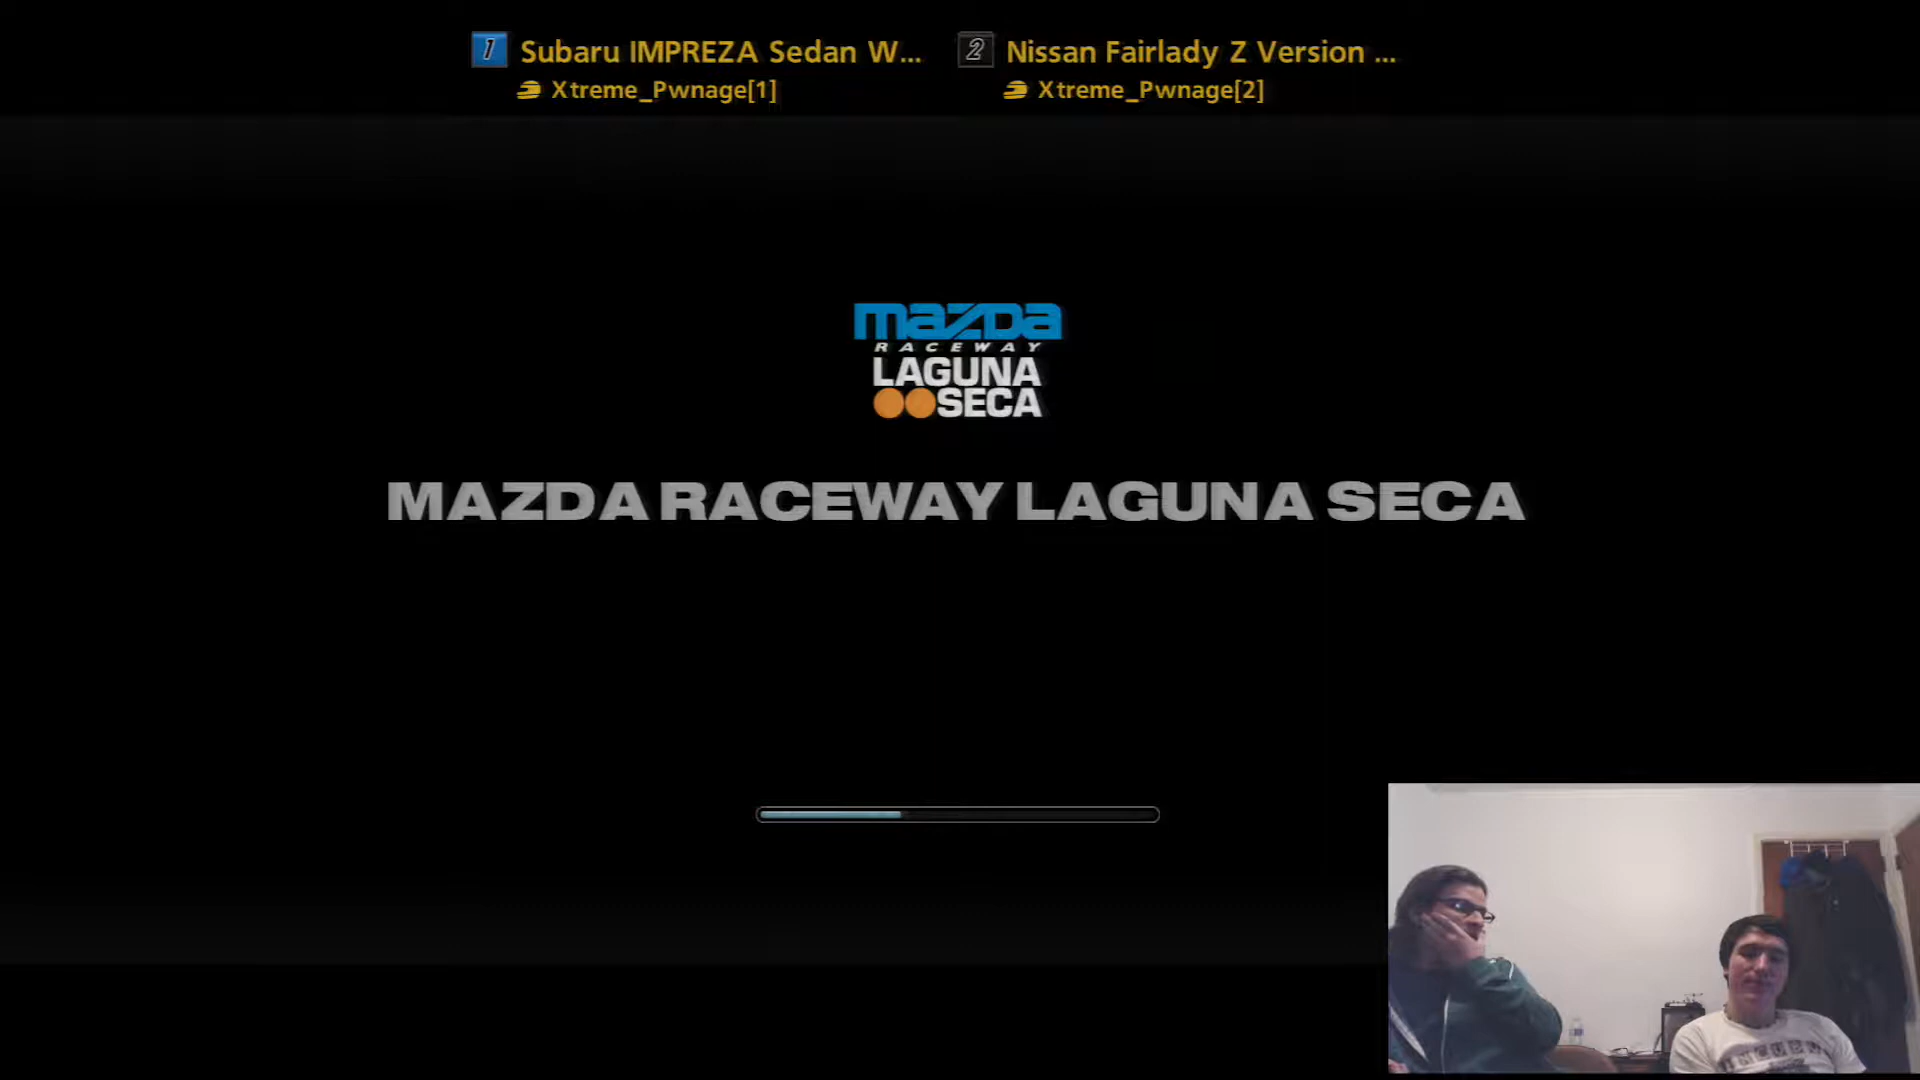 1 Subaru IMPREZA Sedan W... 2 Nissan Fairlady Z Version ...
Xtreme_Pwnage[1] Xtreme_Pwnage[2]
mazda
RACEWAY
LAGUNA
SECA
MAZDA RACEWAY LAGUNA SECA
INCUBU